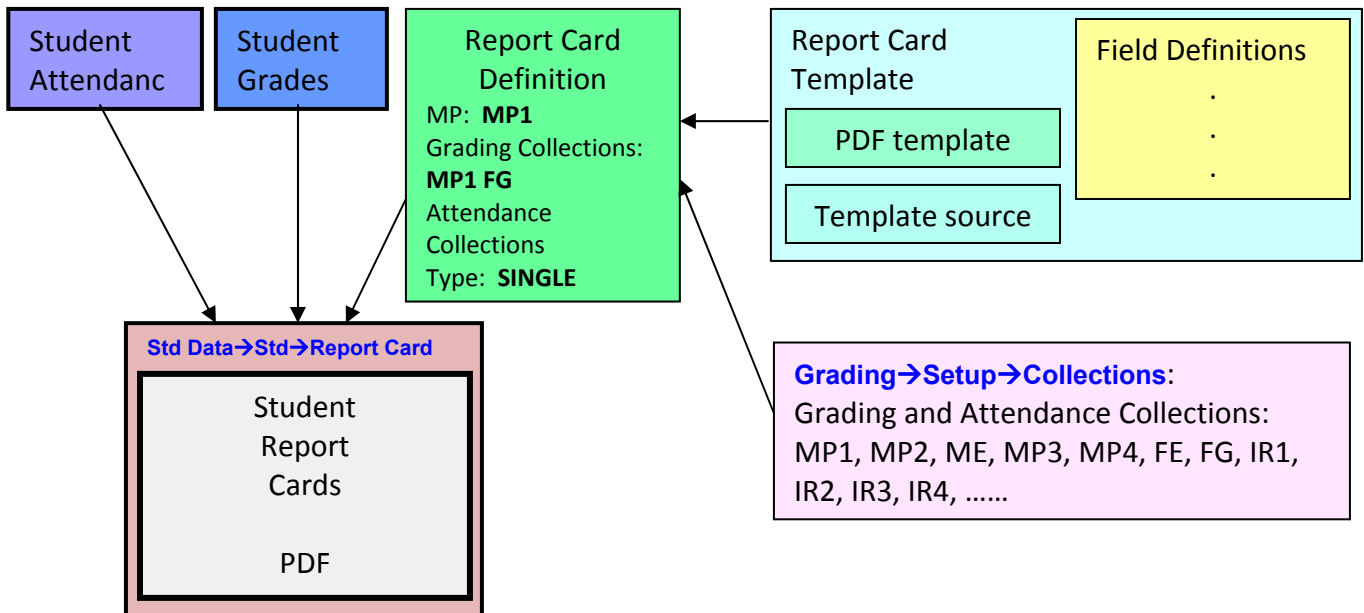 Student
Attendanc
Student
Grades
Report Card
Definition
MP: MP1
Grading Collections:
MP1 FG
Attendance
Collections
Type: SINGLE
Report Card
Template
PDF template
Template source
Field Definitions
.
.
.
Std Data→Std→Report Card
Student
Report
Cards
PDF
Grading→Setup→Collections:
Grading and Attendance Collections:
MP1, MP2, ME, MP3, MP4, FE, FG, IR1,
IR2, IR3, IR4, ……